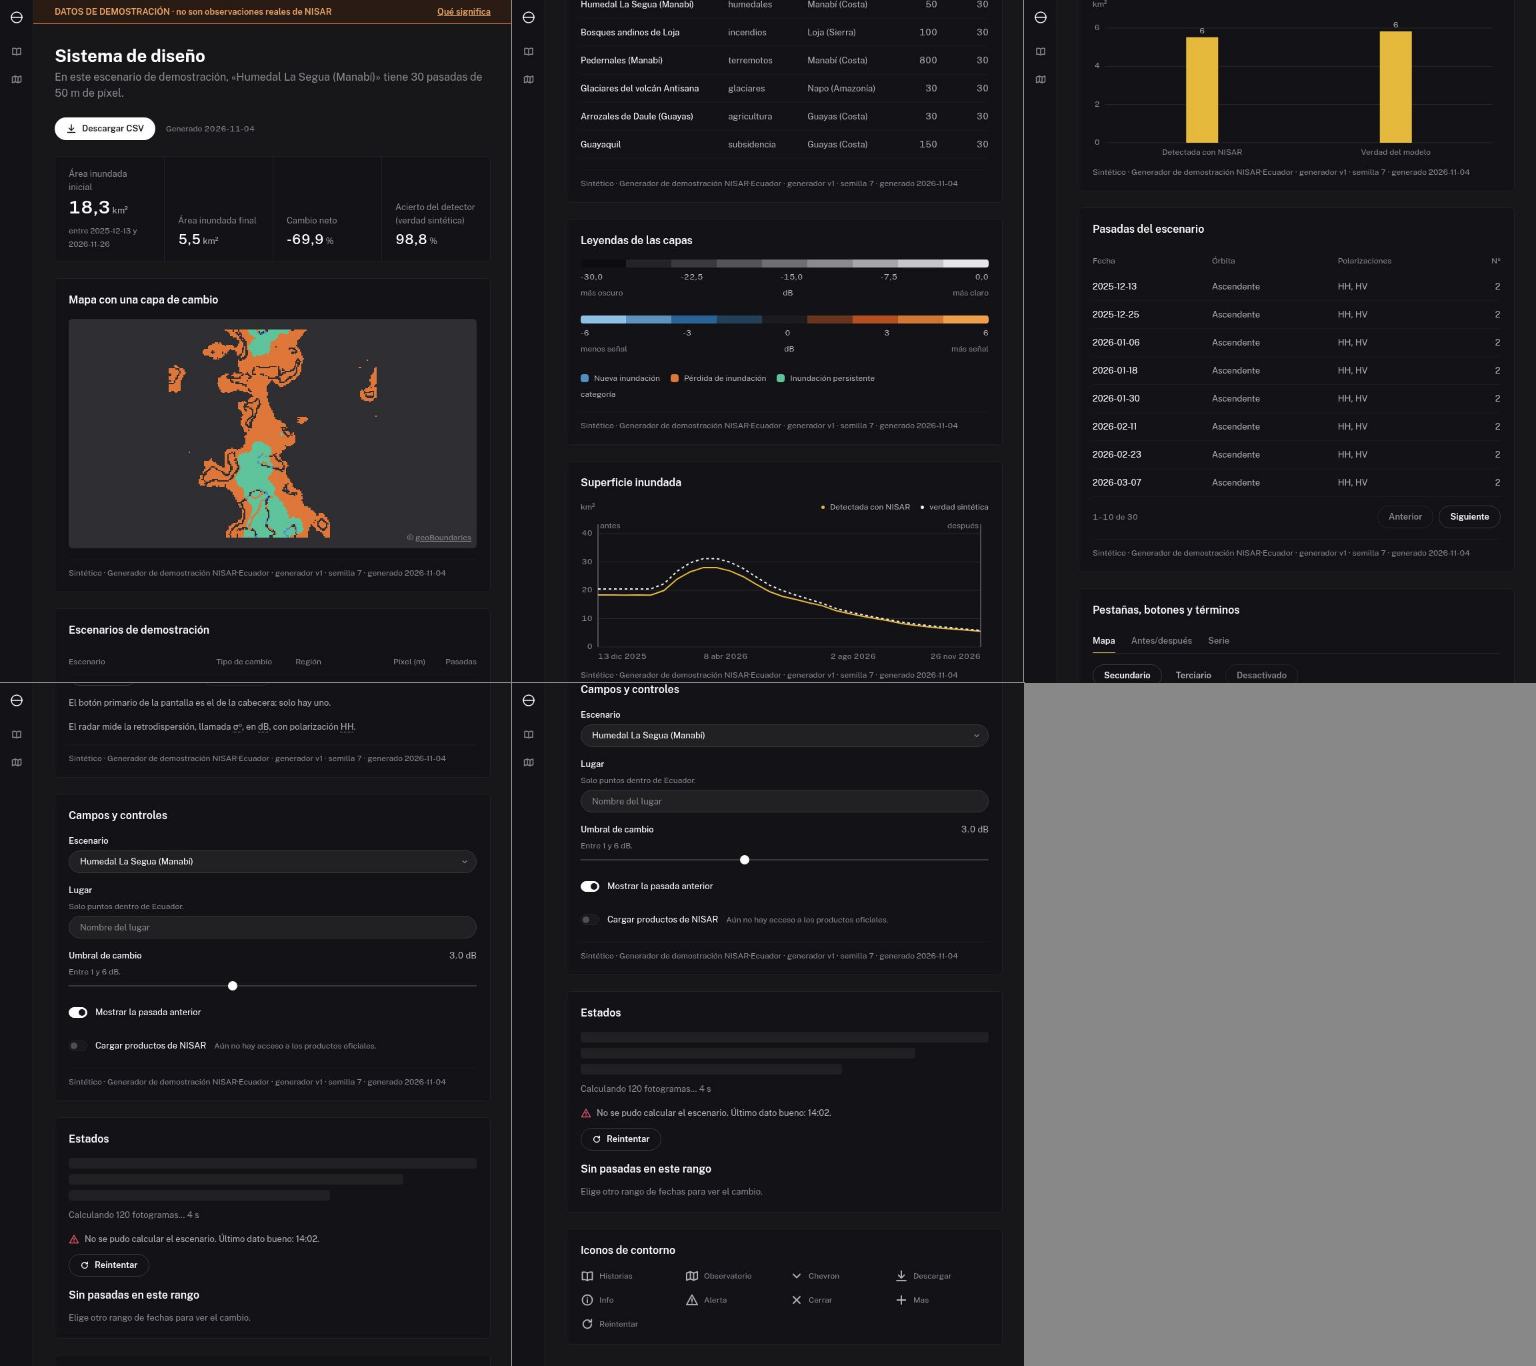 DATOS DE DEMOSTRACIÓN · no son observaciones reales de NISAR
Qué significa
Sistema de diseño
En este escenario de demostración, «Humedal La Segua (Manabí)» tiene 30 pasadas de
50 m de píxel.
Descargar CSV
Generado 2026-11-04
Área inundada
inicial
18,3 km²
entre 2025-12-13 y
2026-11-26
Área inundada final
5,5 km²
Cambio neto
-69,9 %
Acierto del detector
(verdad sintética)
98,8 %
Mapa con una capa de cambio
© geoBoundaries
Sintético · Generador de demostración NISAR·Ecuador · generador v1 · semilla 7 · generado 2026-11-04
Escenarios de demostración
Escenario Tipo de cambio Región Píxel (m) Pasadas
Humedal La Segua (Manabí) humedales Manabí (Costa) 50 30
Bosques andinos de Loja incendios Loja (Sierra) 100 30
Pedernales (Manabí) terremotos Manabí (Costa) 800 30
Glaciares del volcán Antisana glaciares Napo (Amazonía) 30 30
Arrozales de Daule (Guayas) agricultura Guayas (Costa) 30 30
Guayaquil subsidencia Guayas (Costa) 150 30
Sintético · Generador de demostración NISAR·Ecuador · generador v1 · semilla 7 · generado 2026-11-04
Leyendas de las capas
-30,0 -22,5 -15,0 -7,5 0,0
más oscuro dB más claro
-6 -3 0 3 6
menos señal dB más señal
Nueva inundación Pérdida de inundación Inundación persistente
categoría
Sintético · Generador de demostración NISAR·Ecuador · generador v1 · semilla 7 · generado 2026-11-04
Superficie inundada
km²
Detectada con NISAR verdad sintética
antes después
40
30
20
10
0
13 dic 2025 8 abr 2026 2 ago 2026 26 nov 2026
Sintético · Generador de demostración NISAR·Ecuador · generador v1 · semilla 7 · generado 2026-11-04
km²
6
4
2
0
6 6
Detectada con NISAR Verdad del modelo
Sintético · Generador de demostración NISAR·Ecuador · generador v1 · semilla 7 · generado 2026-11-04
Pasadas del escenario
Fecha Órbita Polarizaciones Nº
2025-12-13 Ascendente HH, HV 2
2025-12-25 Ascendente HH, HV 2
2026-01-06 Ascendente HH, HV 2
2026-01-18 Ascendente HH, HV 2
2026-01-30 Ascendente HH, HV 2
2026-02-11 Ascendente HH, HV 2
2026-02-23 Ascendente HH, HV 2
2026-03-07 Ascendente HH, HV 2
1–10 de 30
Anterior Siguiente
Sintético · Generador de demostración NISAR·Ecuador · generador v1 · semilla 7 · generado 2026-11-04
Pestañas, botones y términos
Mapa Antes/después Serie
Secundario Terciario Desactivado
El botón primario de la pantalla es el de la cabecera: solo hay uno.
El radar mide la retrodispersión, llamada σ⁰, en dB, con polarización HH.
Sintético · Generador de demostración NISAR·Ecuador · generador v1 · semilla 7 · generado 2026-11-04
Campos y controles
Escenario
Humedal La Segua (Manabí)
Lugar
Solo puntos dentro de Ecuador.
Nombre del lugar
Umbral de cambio 3.0 dB
Entre 1 y 6 dB.
Mostrar la pasada anterior
Cargar productos de NISAR Aún no hay acceso a los productos oficiales.
Sintético · Generador de demostración NISAR·Ecuador · generador v1 · semilla 7 · generado 2026-11-04
Estados
Calculando 120 fotogramas… 4 s
No se pudo calcular el escenario. Último dato bueno: 14:02.
Reintentar
Sin pasadas en este rango
Elige otro rango de fechas para ver el cambio.
Campos y controles
Escenario
Humedal La Segua (Manabí)
Lugar
Solo puntos dentro de Ecuador.
Nombre del lugar
Umbral de cambio 3.0 dB
Entre 1 y 6 dB.
Mostrar la pasada anterior
Cargar productos de NISAR Aún no hay acceso a los productos oficiales.
Sintético · Generador de demostración NISAR·Ecuador · generador v1 · semilla 7 · generado 2026-11-04
Estados
Calculando 120 fotogramas… 4 s
No se pudo calcular el escenario. Último dato bueno: 14:02.
Reintentar
Sin pasadas en este rango
Elige otro rango de fechas para ver el cambio.
Iconos de contorno
Historias Observatorio Chevron Descargar
Info Alerta Cerrar Mas
Reintentar